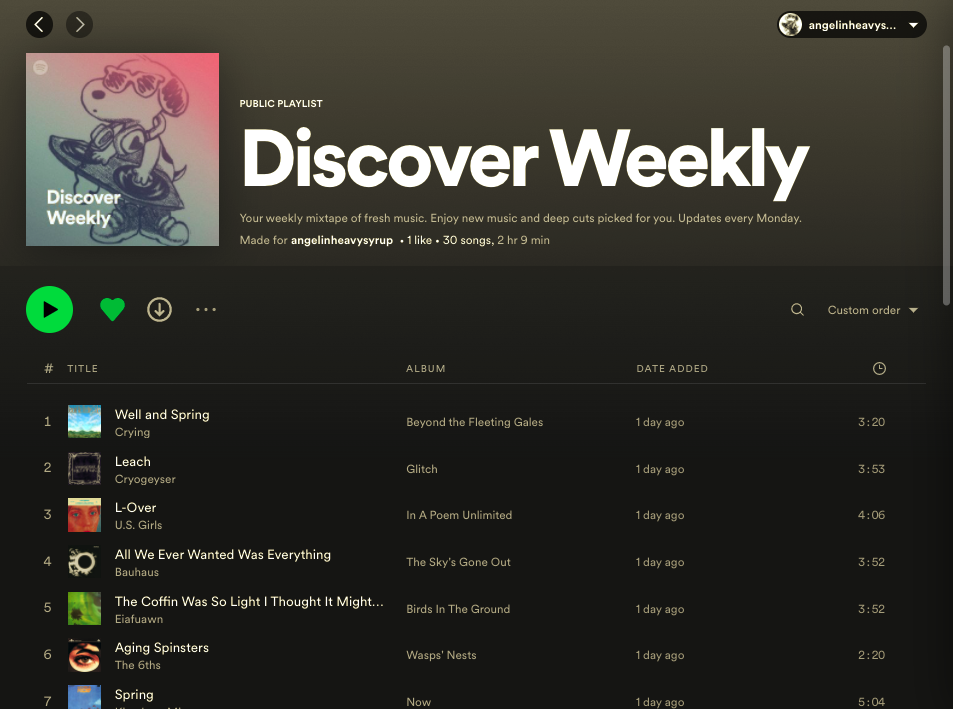 angelinheavys...
PUBLIC PLAYLIST
Discover Weekly
Discover
Weekly
Your weekly mixtape of fresh music. Enjoy new music and deep cuts picked for you. Updates every Monday.
Made for angelinheavysyrup • 1 like • 30 songs, 2 hr 9 min
Custom order
# TITLE ALBUM DATE ADDED
1 Well and Spring Beyond the Fleeting Gales 1 day ago 3:20
Crying
2 Leach Glitch 1 day ago 3:53
Cryogeyser
3 L-Over In A Poem Unlimited 1 day ago 4:06
U.S. Girls
4 All We Ever Wanted Was Everything The Sky's Gone Out 1 day ago 3:52
Bauhaus
5 The Coffin Was So Light I Thought It Might... Birds In The Ground 1 day ago 3:52
Eiafuawn
6 Aging Spinsters Wasps' Nests 1 day ago 2:20
The 6ths
7 Spring Now 1 day ago 5:04